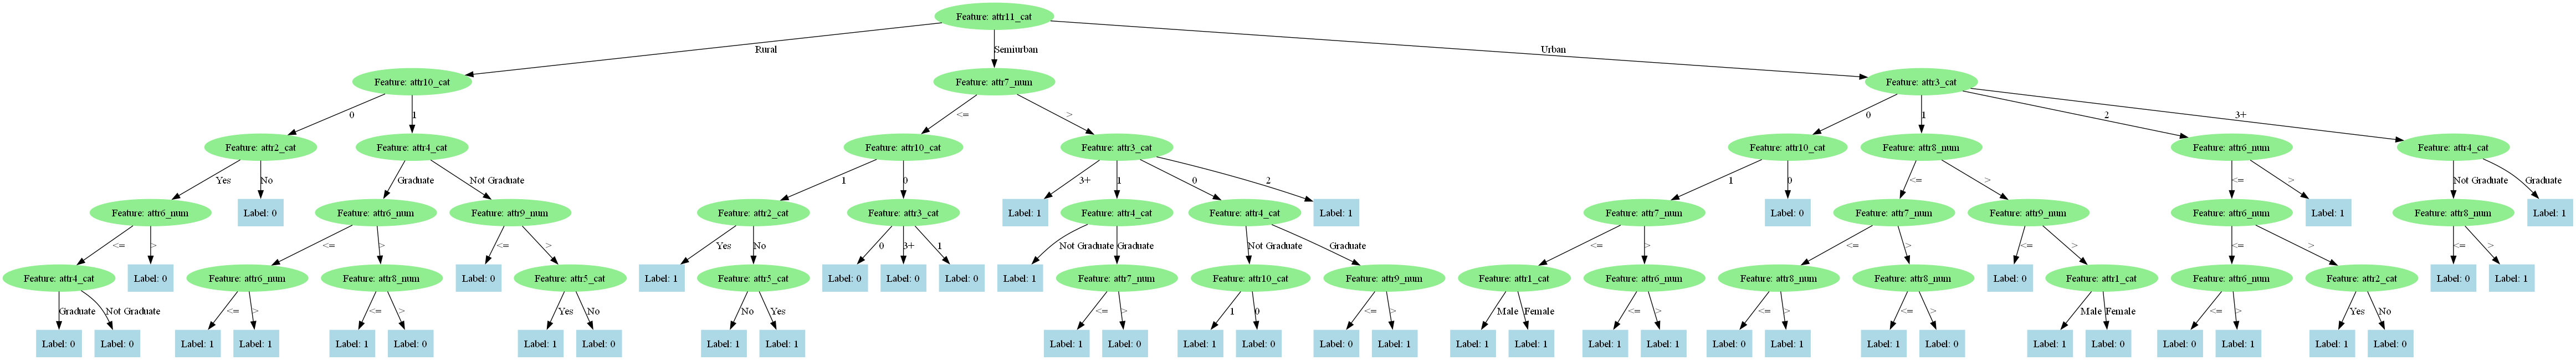 Feature: attr11_cat
Rural
Semiurban
Urban
Feature: attr10_cat
Feature: attr7_num
Feature: attr3_cat
0
1
<=
>
0
1
2
3+
Feature: attr2_cat
Feature: attr4_cat
Feature: attr10_cat
Feature: attr3_cat
Feature: attr10_cat
Feature: attr8_num
Feature: attr6_num
Feature: attr4_cat
Yes
No
Graduate
Not Graduate
1
0
3+
1
0
2
1
0
<=
>
<=
>
Not Graduate
Graduate
Feature: attr6_num
Label: 0
Feature: attr6_num
Feature: attr9_num
Feature: attr2_cat
Feature: attr3_cat
Label: 1
Feature: attr4_cat
Feature: attr4_cat
Label: 1
Feature: attr7_num
Label: 0
Feature: attr7_num
Feature: attr9_num
Feature: attr6_num
Label: 1
Feature: attr8_num
Label: 1
<=
>
<=
>
<=
>
Yes
No
0
3+
1
Not Graduate
Graduate
Not Graduate
Graduate
<=
>
<=
>
<=
>
<=
>
<=
>
Feature: attr4_cat
Label: 0
Feature: attr6_num
Feature: attr8_num
Label: 0
Feature: attr5_cat
Label: 1
Feature: attr5_cat
Label: 0
Label: 0
Label: 0
Label: 1
Feature: attr7_num
Feature: attr10_cat
Feature: attr9_num
Feature: attr1_cat
Feature: attr6_num
Feature: attr8_num
Feature: attr8_num
Label: 0
Feature: attr1_cat
Feature: attr6_num
Feature: attr2_cat
Label: 0
Label: 1
Graduate
Not Graduate
<=
>
<=
>
Yes
No
No
Yes
<=
>
1
0
<=
>
Male
Female
<=
>
<=
>
<=
>
Male
Female
<=
>
Yes
No
Label: 0
Label: 0
Label: 1
Label: 1
Label: 1
Label: 0
Label: 1
Label: 0
Label: 1
Label: 1
Label: 1
Label: 0
Label: 1
Label: 0
Label: 0
Label: 1
Label: 1
Label: 1
Label: 1
Label: 1
Label: 0
Label: 1
Label: 1
Label: 0
Label: 1
Label: 0
Label: 0
Label: 1
Label: 1
Label: 0